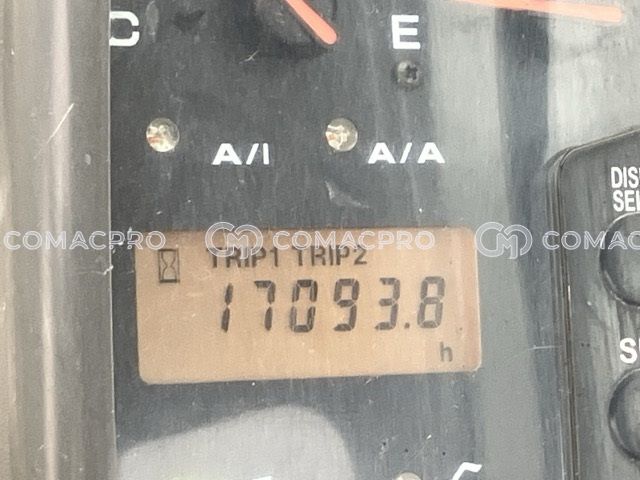 C
E
A/I
A/A
COMACPRO
COMACPRO
COMACPRO
TRIP1 TRIP2
17093.8
h